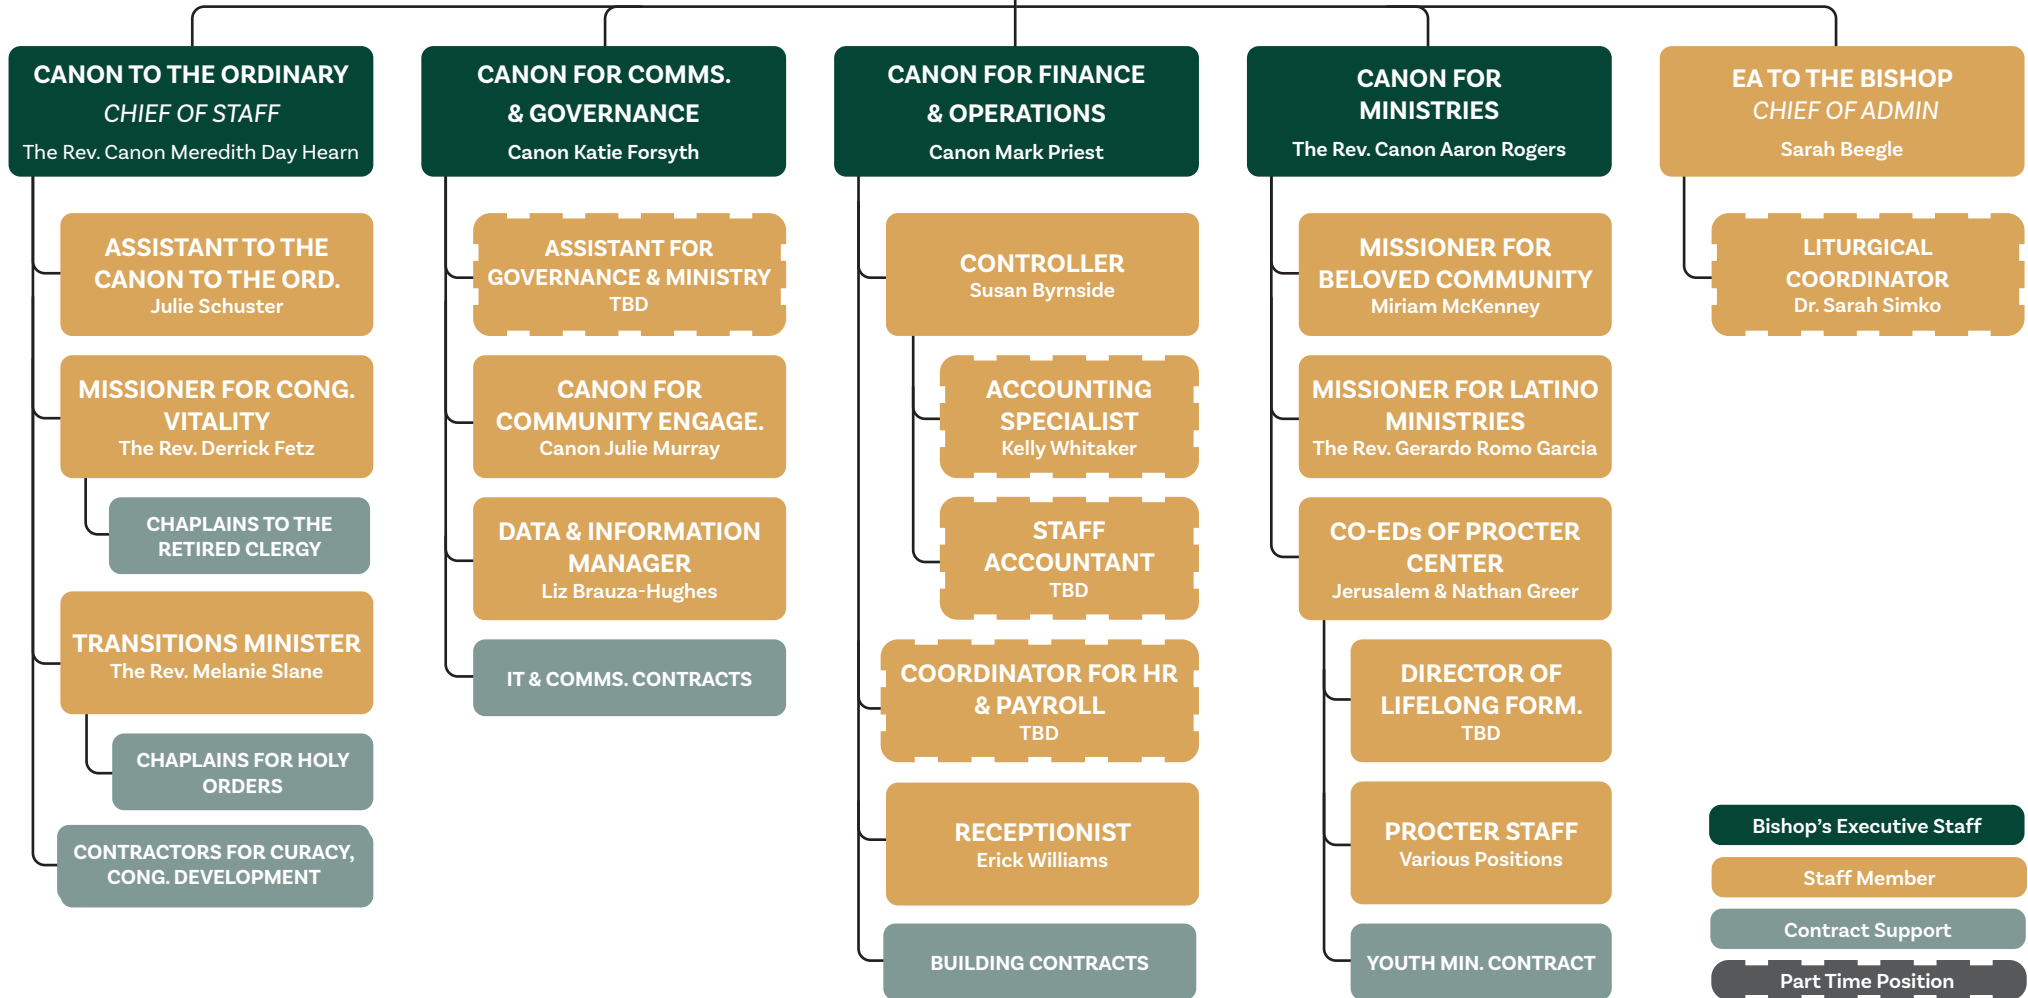 CANON TO THE ORDINARY
CHIEF OF STAFF
The Rev. Canon Meredith Day Hearn
ASSISTANT TO THE
CANON TO THE ORD.
Julie Schuster
MISSIONER FOR CONG.
VITALITY
The Rev. Derrick Fetz
CHAPLAINS TO THE
RETIRED CLERGY
TRANSITIONS MINISTER
The Rev. Melanie Slane
CHAPLAINS FOR HOLY
ORDERS
CONTRACTORS FOR CURACY,
CONG. DEVELOPMENT
CANON FOR COMMS.
& GOVERNANCE
Canon Katie Forsyth
ASSISTANT FOR
GOVERNANCE & MINISTRY
TBD
CANON FOR
COMMUNITY ENGAGE.
Canon Julie Murray
DATA & INFORMATION
MANAGER
Liz Brauza-Hughes
IT & COMMS. CONTRACTS
CANON FOR FINANCE
& OPERATIONS
Canon Mark Priest
CONTROLLER
Susan Byrnside
ACCOUNTING
SPECIALIST
Kelly Whitaker
STAFF
ACCOUNTANT
TBD
COORDINATOR FOR HR
& PAYROLL
TBD
RECEPTIONIST
Erick Williams
BUILDING CONTRACTS
CANON FOR
MINISTRIES
The Rev. Canon Aaron Rogers
MISSIONER FOR
BELOVED COMMUNITY
Miriam McKenney
MISSIONER FOR LATINO
MINISTRIES
The Rev. Gerardo Romo Garcia
CO-EDs OF PROCTER
CENTER
Jerusalem & Nathan Greer
DIRECTOR OF
LIFELONG FORM.
TBD
PROCTER STAFF
Various Positions
YOUTH MIN. CONTRACT
EA TO THE BISHOP
CHIEF OF ADMIN
Sarah Beegle
LITURGICAL
COORDINATOR
Dr. Sarah Simko
Bishop's Executive Staff
Staff Member
Contract Support
Part Time Position